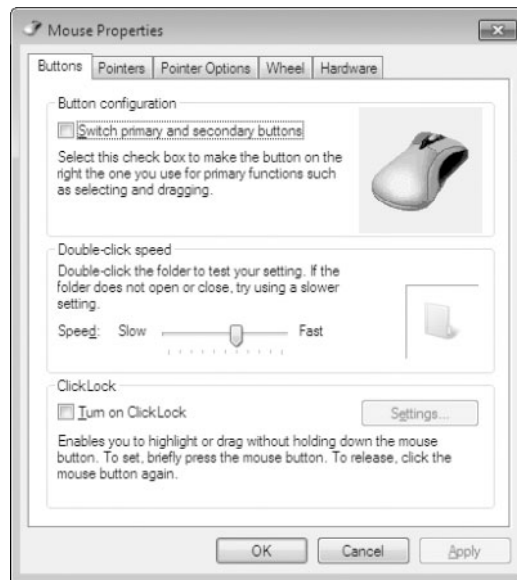 Mouse Properties
Buttons Pointers Pointer Options Wheel Hardware
Button configuration
Switch primary and secondary buttons
Select this check box to make the button on the
right the one you use for primary functions such
as selecting and dragging.
Double-click speed
Double-click the folder to test your setting. If the
folder does not open or close, try using a slower
setting.
Speed: Slow Fast
ClickLock
Turn on ClickLock Settings...
Enables you to highlight or drag without holding down the mouse
button. To set, briefly press the mouse button. To release, click the
mouse button again.
OK Cancel Apply